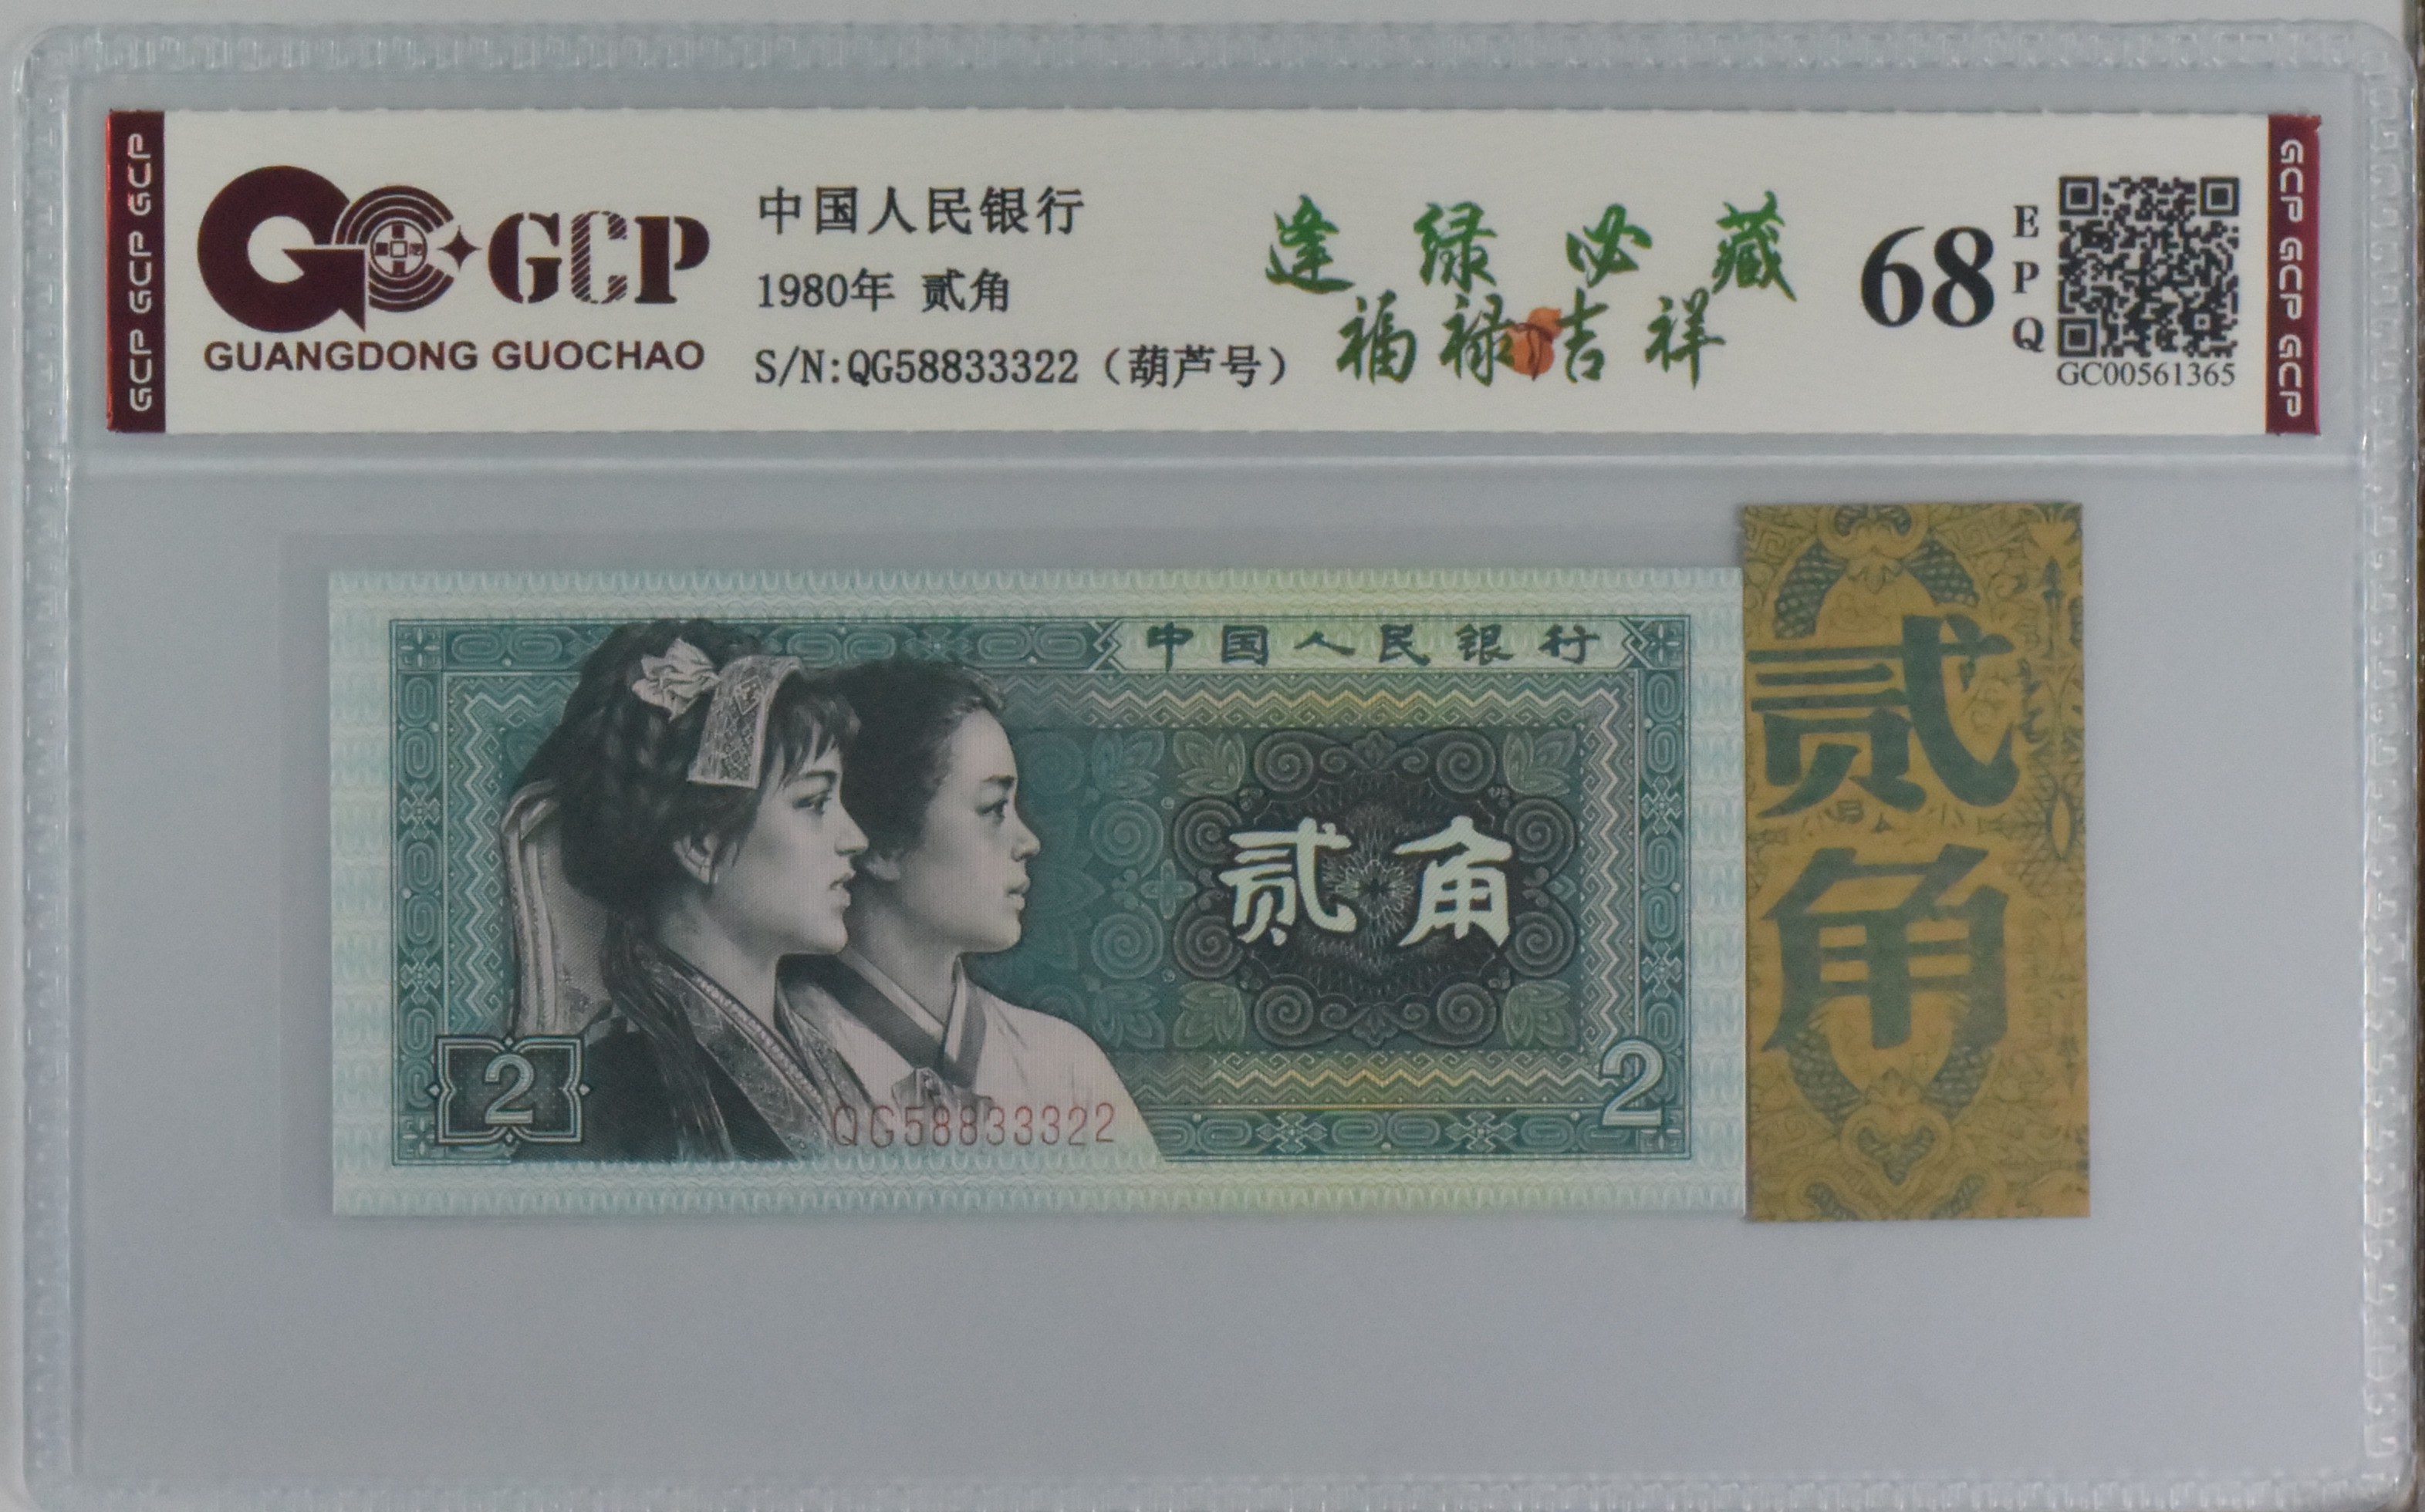 GCP GCP GCP GCP
GCP
GUANGDONG GUOCHAO
中国人民银行
1980年 贰角
S/N:QG58833322（葫芦号）
逢绿必藏
福禄吉祥
68
EPQ
GC00561365
GCP GCP GCP GCP
中国人民银行
贰角
2
2
QG58833322
贰角